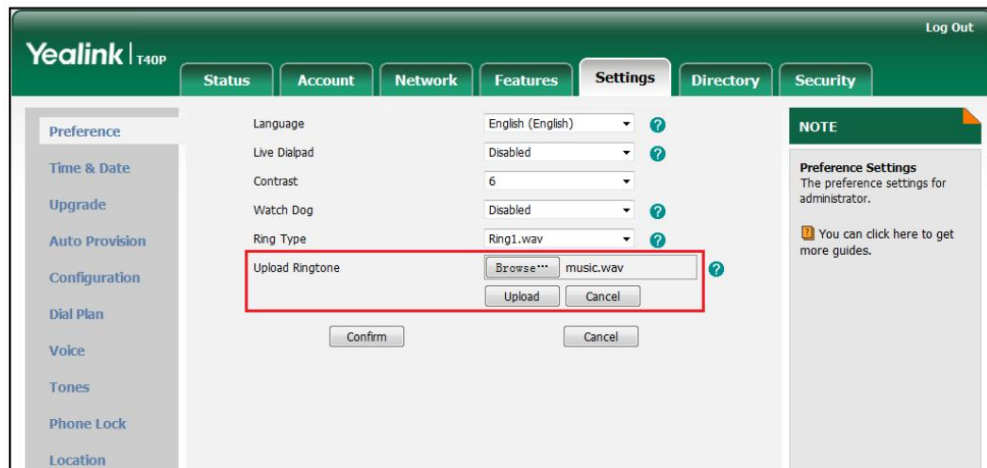 Log Out
Yealink T40P
Status Account Network Features Settings Directory Security
Preference
Time & Date
Upgrade
Auto Provision
Configuration
Dial Plan
Voice
Tones
Phone Lock
Location
Language English (English) ?
Live Dialpad Disabled ?
Contrast 6
Watch Dog Disabled ?
Ring Type Ring1.wav ?
Upload Ringtone Browse… music.wav ?
Upload Cancel
Confirm Cancel
NOTE
Preference Settings
The preference settings for
administrator.
? You can click here to get
more guides.